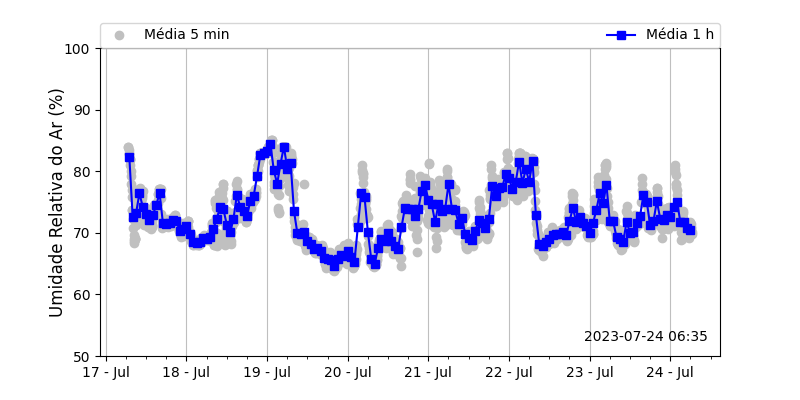 Média 5 min
Média 1 h
Umidade Relativa do Ar (%)
100
90
80
70
60
50
2023-07-24 06:35
17 - Jul
18 - Jul
19 - Jul
20 - Jul
21 - Jul
22 - Jul
23 - Jul
24 - Jul